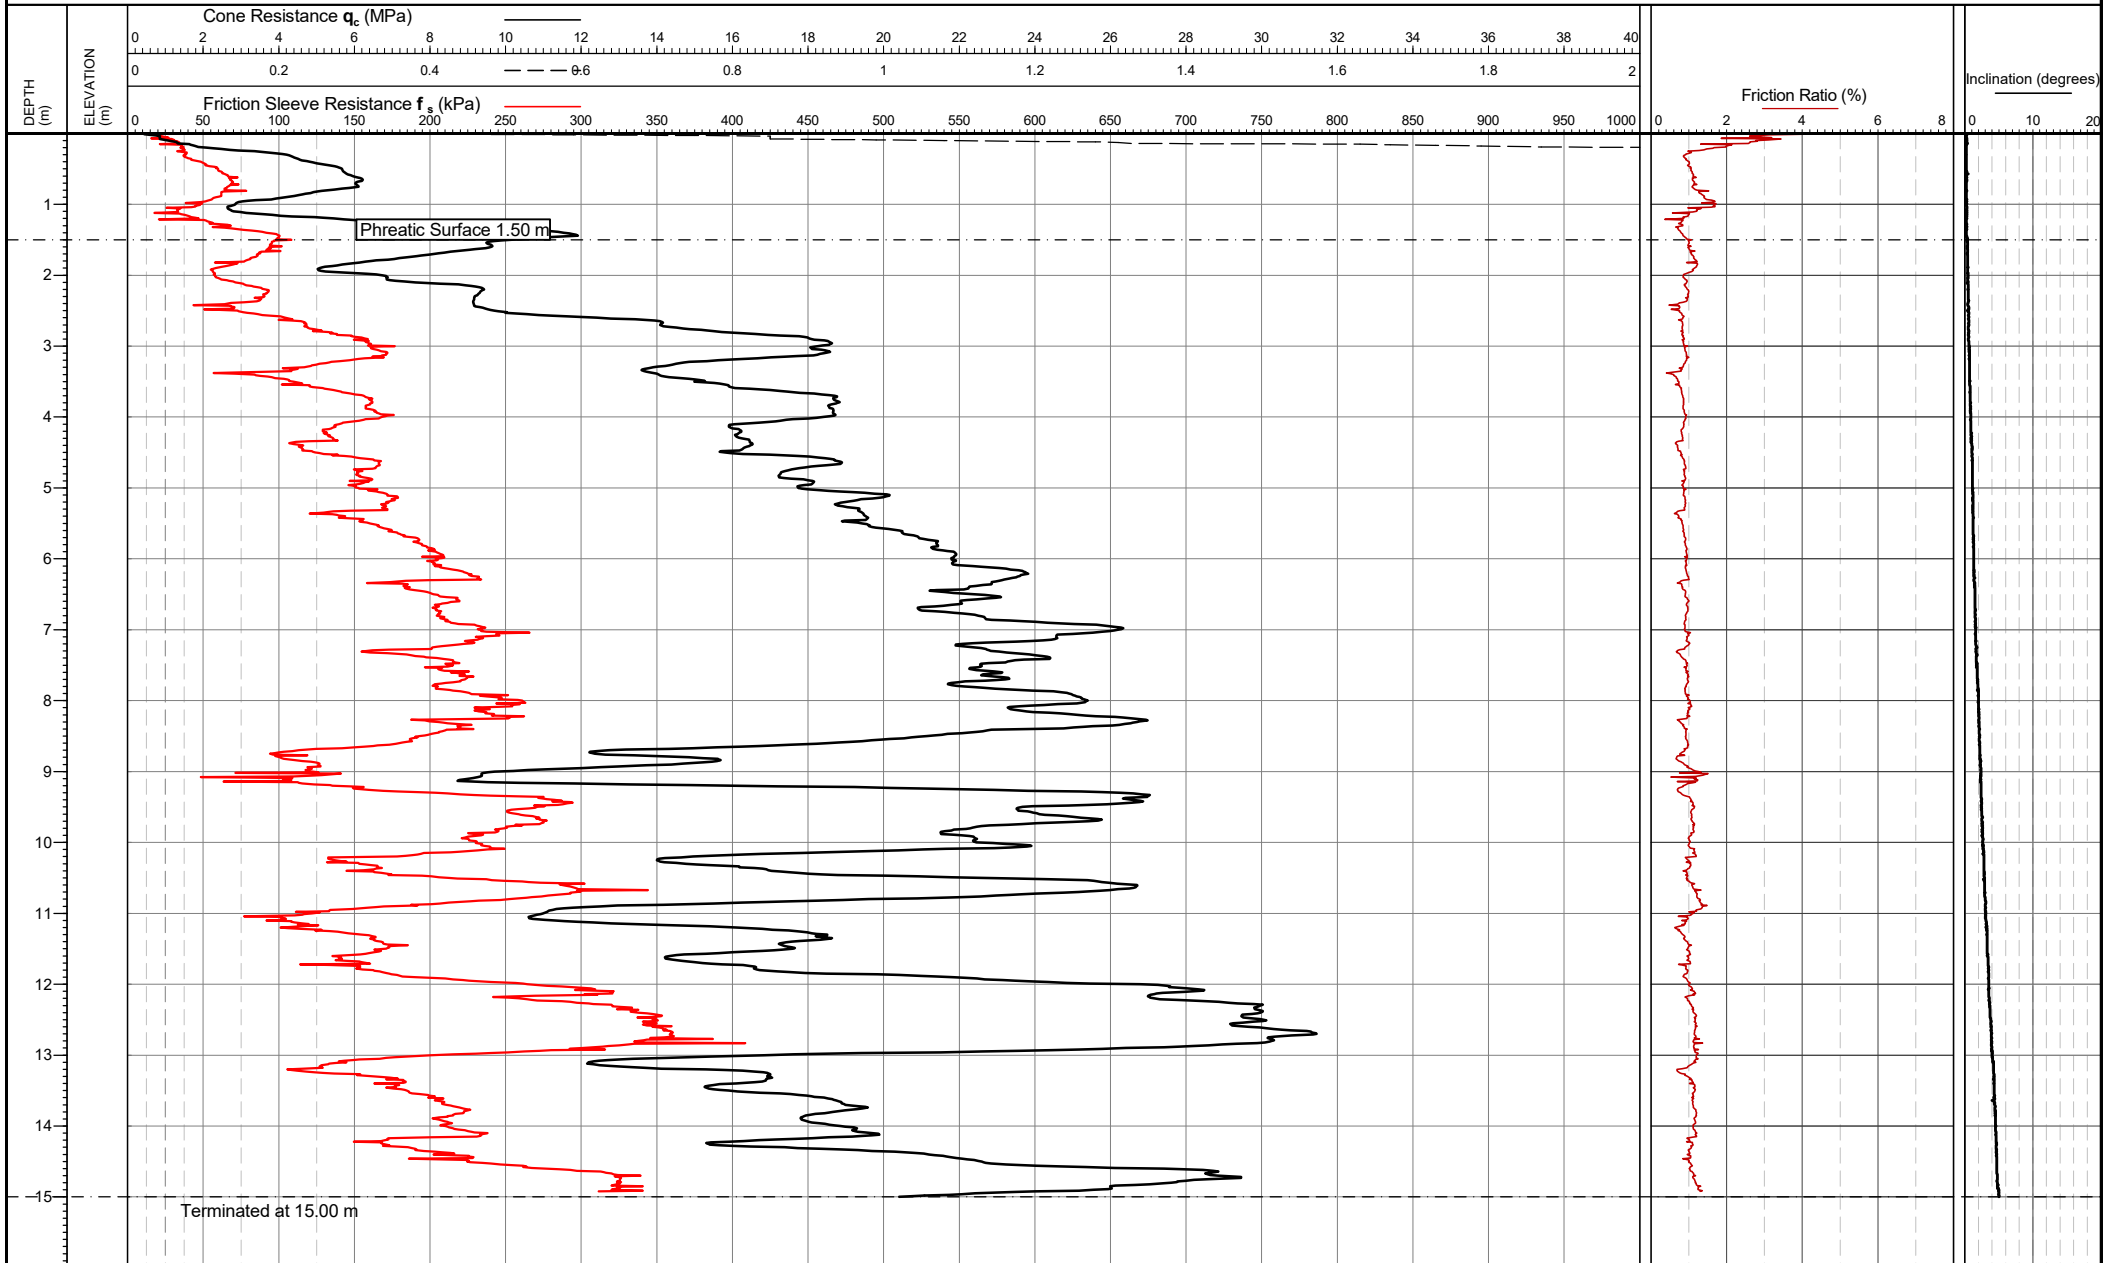 Cone Resistance qc (MPa)
0 2 4 6 8 10 12 14 16 18 20 22 24 26 28 30 32 34 36 38 40
0 0.2 0.4 0.6 0.8 1 1.2 1.4 1.6 1.8 2
Friction Sleeve Resistance fs (kPa)
0 50 100 150 200 250 300 350 400 450 500 550 600 650 700 750 800 850 900 950 1000
DEPTH
(m)
ELEVATION
(m)
Friction Ratio (%)
0 2 4 6 8
Inclination (degrees)
0 10 20
1
Phreatic Surface 1.50 m
2
3
4
5
6
7
8
9
10
11
12
13
14
15
Terminated at 15.00 m